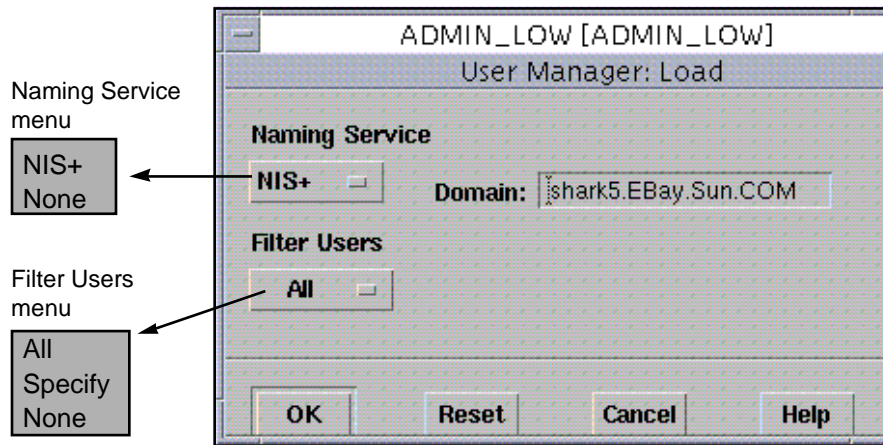 ADMIN_LOW [ADMIN_LOW]
User Manager: Load
Naming Service
menu
NIS+
None
Naming Service
NIS+
Domain: shark5.EBay.Sun.COM
Filter Users
All
Filter Users
menu
All
Specify
None
OK Reset Cancel Help